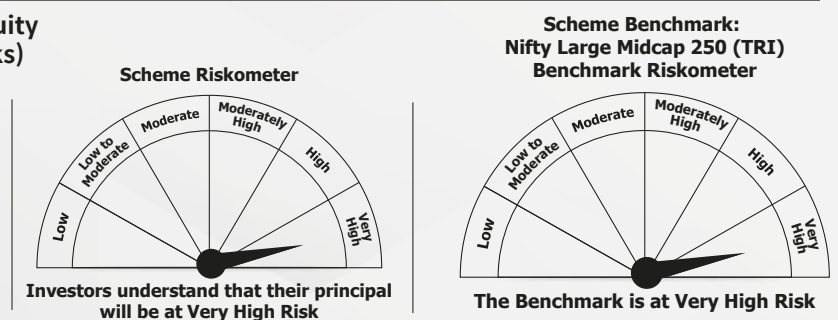 Scheme Riskometer
Low
Low to
Moderate
Moderate
Moderately
High
High
Very
High
Investors understand that their principal
will be at Very High Risk
Scheme Benchmark:
Nifty Large Midcap 250 (TRI)
Benchmark Riskometer
Low
Low to
Moderate
Moderate
Moderately
High
High
Very
High
The Benchmark is at Very High Risk